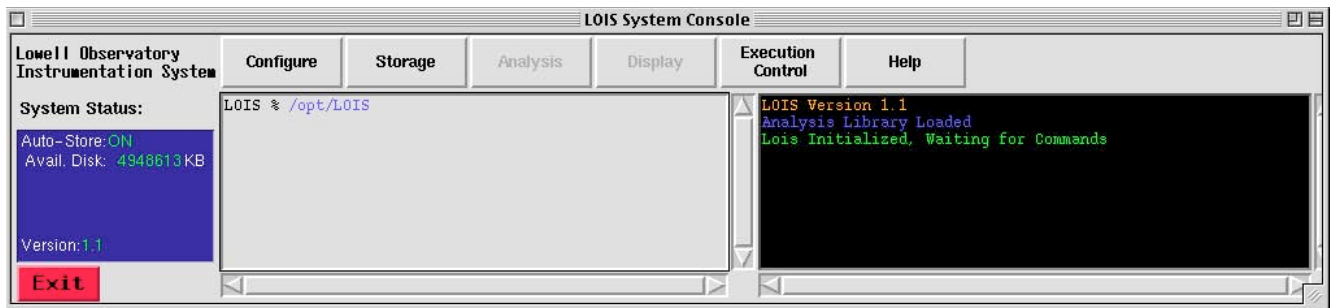 LOIS System Console
Lowell Observatory
Instrumentation System
Configure
Storage
Analysis
Display
Execution
Control
Help
System Status:
Auto-Store:ON
Avail. Disk: 4948613KB
Version:1.1
Exit
LOIS % /opt/LOIS
LOIS Version 1.1
Analysis Library Loaded
Lois Initialized, Waiting for Commands